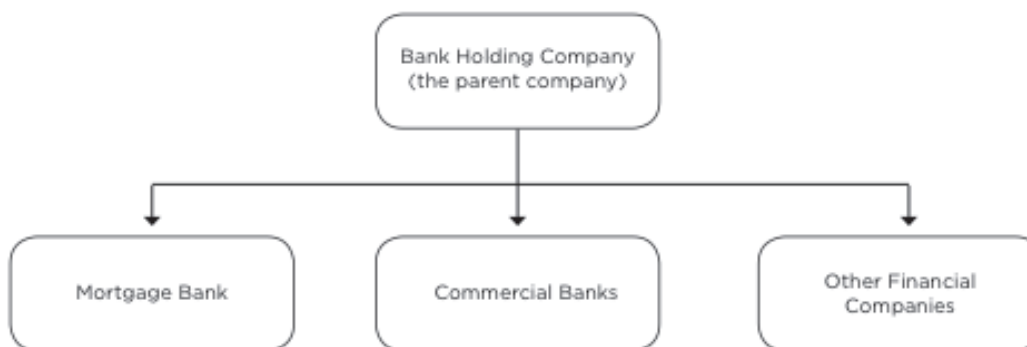 Bank Holding Company
(the parent company)
Mortgage Bank
Commercial Banks
Other Financial
Companies